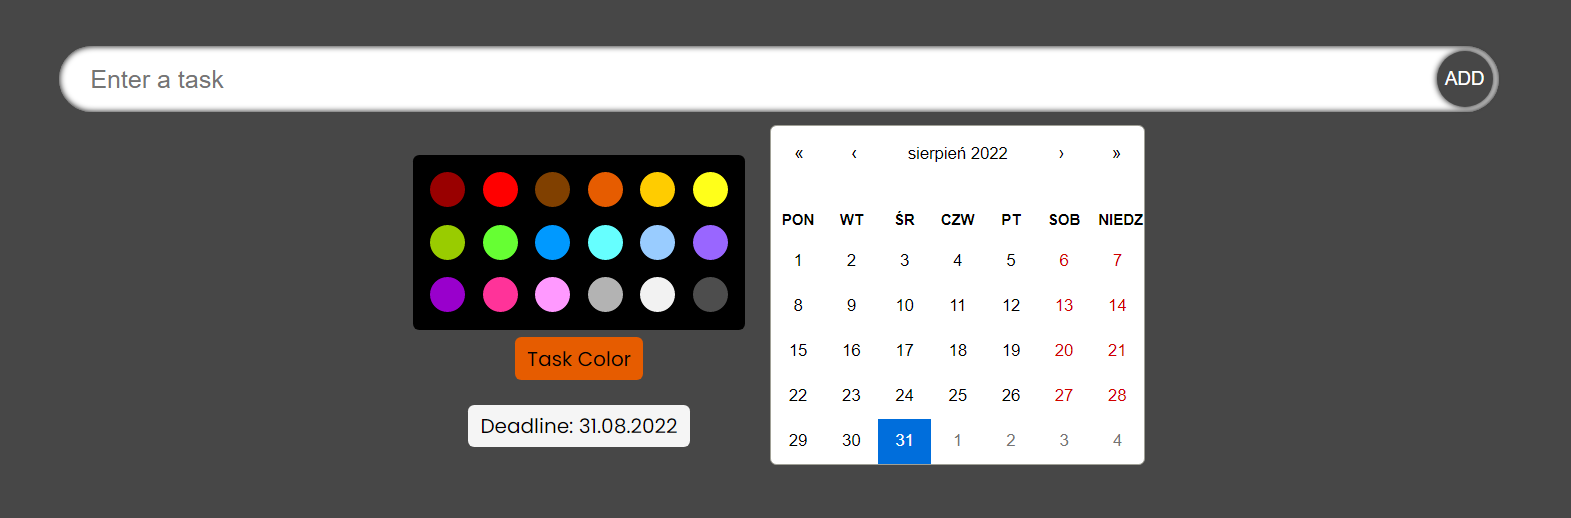 Enter a task
ADD
« ‹ sierpień 2022 › »
PON WT ŚR CZW PT SOB NIEDZ
1 2 3 4 5 6 7
8 9 10 11 12 13 14
15 16 17 18 19 20 21
22 23 24 25 26 27 28
29 30 31 1 2 3 4
Task Color
Deadline: 31.08.2022